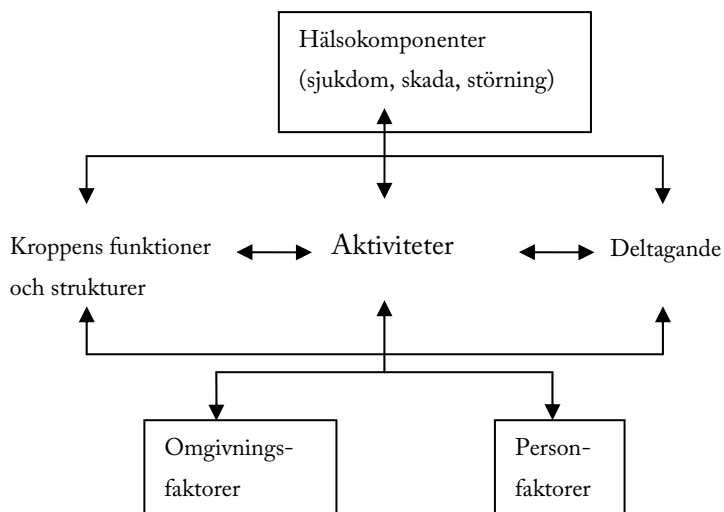 Hälsokomponenter
(sjukdom, skada, störning)
Kroppens funktioner
och strukturer
Aktiviteter
Deltagande
Omgivnings-
faktorer
Person-
faktorer